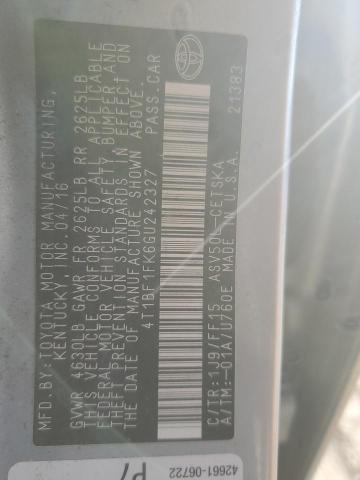 MFD.BY: TOYOTA MOTOR MANUFACTURING,
KENTUCKY, INC. 04/16
GVWR 4630LB GAWR FR 2625LB RR 2625LB
THIS VEHICLE CONFORMS TO ALL APPLICABLE
FEDERAL MOTOR VEHICLE SAFETY, BUMPER, AND
THEFT PREVENTION STANDARDS IN EFFECT ON
THE DATE OF MANUFACTURE SHOWN ABOVE.
4T1BF1FK6GU242327 PASS.CAR
C/TR:1J9/FF15 ASV50L-CETSKA
A/TM:-01A/U760E MADE IN U.S.A. 21383
42661-06722
P7